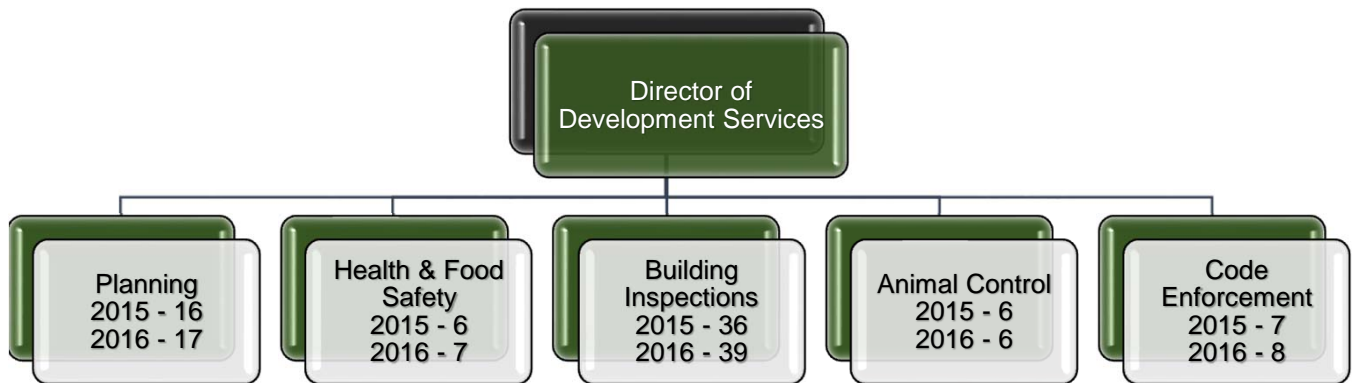 Director of
Development Services
Planning
2015 - 16
2016 - 17
Health & Food
Safety
2015 - 6
2016 - 7
Building
Inspections
2015 - 36
2016 - 39
Animal Control
2015 - 6
2016 - 6
Code
Enforcement
2015 - 7
2016 - 8